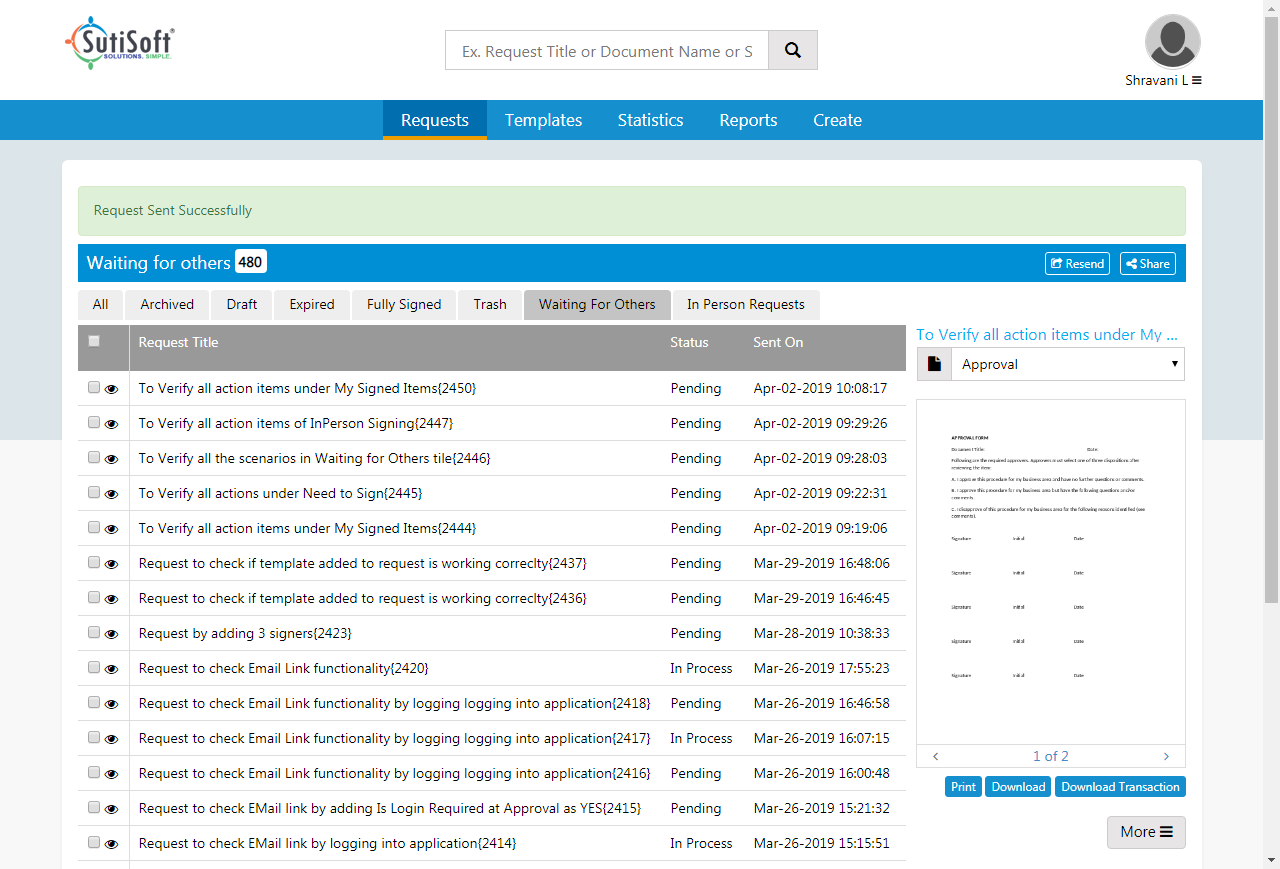 SutiSoft®
SOLUTIONS. SIMPLE.
Ex. Request Title or Document Name or S
Shravani L
Requests Templates Statistics Reports Create
Request Sent Successfully
Waiting for others 480 Resend Share
All Archived Draft Expired Fully Signed Trash Waiting For Others In Person Requests
Request Title Status Sent On
To Verify all action items under My Signed Items{2450} Pending Apr-02-2019 10:08:17
To Verify all action items of InPerson Signing{2447} Pending Apr-02-2019 09:29:26
To Verify all the scenarios in Waiting for Others tile{2446} Pending Apr-02-2019 09:28:03
To Verify all actions under Need to Sign{2445} Pending Apr-02-2019 09:22:31
To Verify all action items under My Signed Items{2444} Pending Apr-02-2019 09:19:06
Request to check if template added to request is working correclty{2437} Pending Mar-29-2019 16:48:06
Request to check if template added to request is working correclty{2436} Pending Mar-29-2019 16:46:45
Request by adding 3 signers{2423} Pending Mar-28-2019 10:38:33
Request to check Email Link functionality{2420} In Process Mar-26-2019 17:55:23
Request to check Email Link functionality by logging logging into application{2418} Pending Mar-26-2019 16:46:58
Request to check Email Link functionality by logging logging into application{2417} In Process Mar-26-2019 16:07:15
Request to check Email Link functionality by logging logging into application{2416} Pending Mar-26-2019 16:00:48
Request to check EMail link by adding Is Login Required at Approval as YES{2415} Pending Mar-26-2019 15:21:32
Request to check EMail link by logging into application{2414} In Process Mar-26-2019 15:15:51
To Verify all action items under My ...
Approval
APPROVAL FORM
Document Title: Date:
Following are the required approvers. Approvers must select one of three dispositions after
reviewing the item:
A. I approve this procedure for my business area and have no further questions or comments.
B. I approve this procedure for my business area but have the following questions and/or
comments.
C. I disapprove of this procedure for my business area for the following reasons identified (see
comments).
Signature Initial Date
Signature Initial Date
Signature Initial Date
Signature Initial Date
Signature Initial Date
1 of 2
Print Download Download Transaction
More